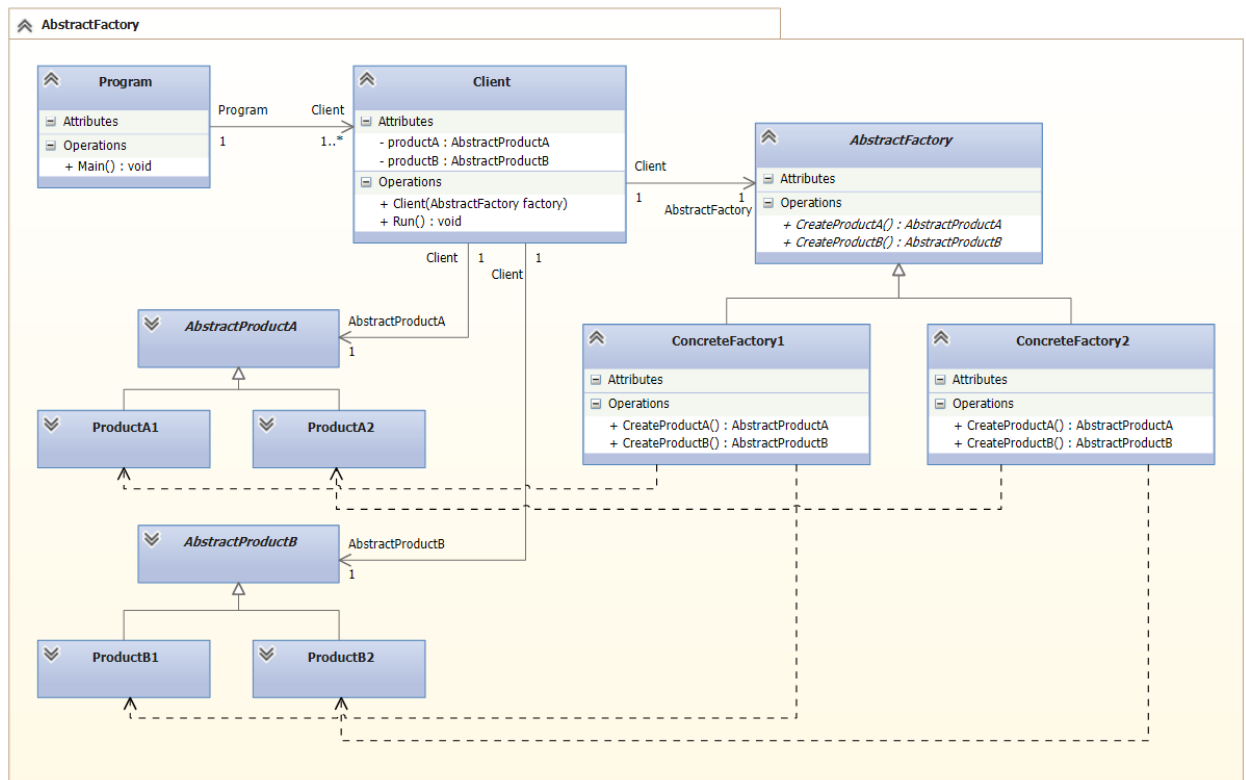 AbstractFactory
Program
Attributes
Operations
+ Main() : void
Program
Client
1
1..*
Client
Attributes
- productA : AbstractProductA
- productB : AbstractProductB
Operations
+ Client(AbstractFactory factory)
+ Run() : void
Client
1
1
AbstractFactory
AbstractFactory
Attributes
Operations
+ CreateProductA() : AbstractProductA
+ CreateProductB() : AbstractProductB
Client
1
Client
1
AbstractProductA
AbstractProductA
1
ProductA1
ProductA2
ConcreteFactory1
Attributes
Operations
+ CreateProductA() : AbstractProductA
+ CreateProductB() : AbstractProductB
ConcreteFactory2
Attributes
Operations
+ CreateProductA() : AbstractProductA
+ CreateProductB() : AbstractProductB
AbstractProductB
AbstractProductB
1
ProductB1
ProductB2